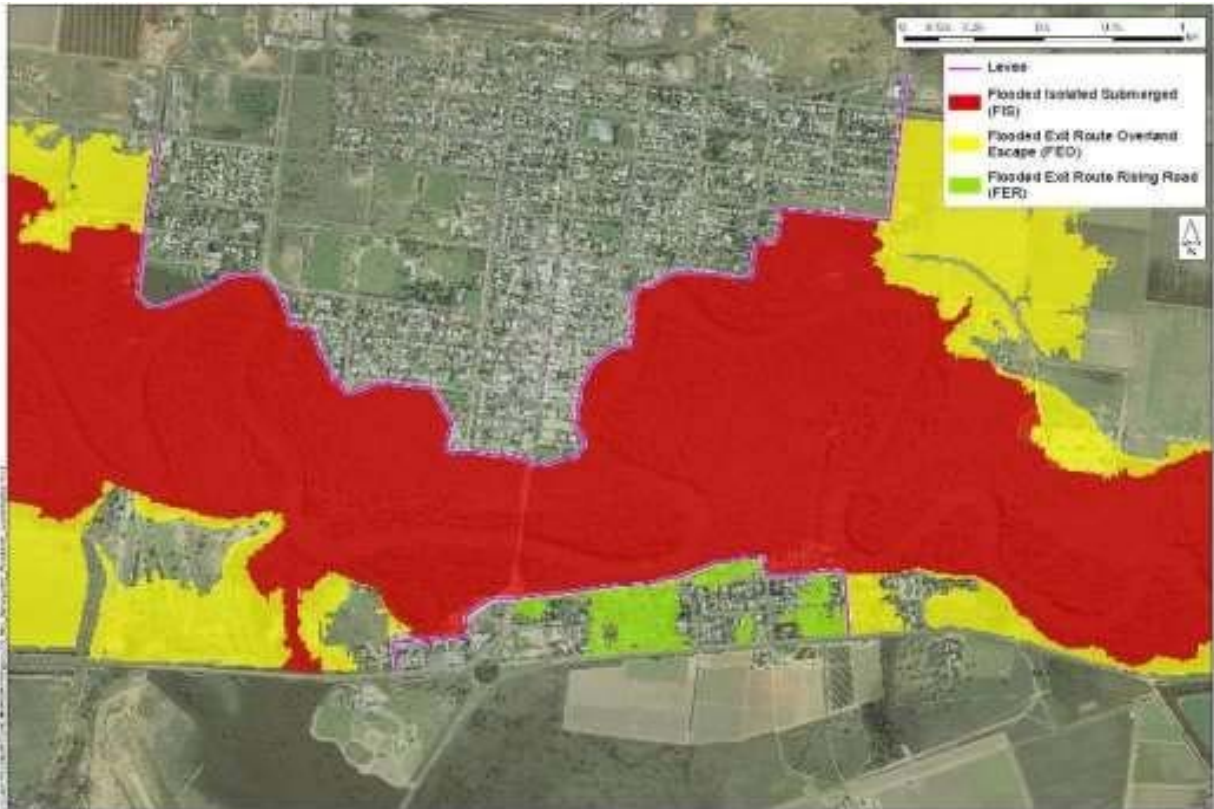 Levee
Flooded Isolated Submerged
(FIS)
Flooded Exit Route Overland
Escape (FEO)
Flooded Exit Route Rising Road
(FER)
N